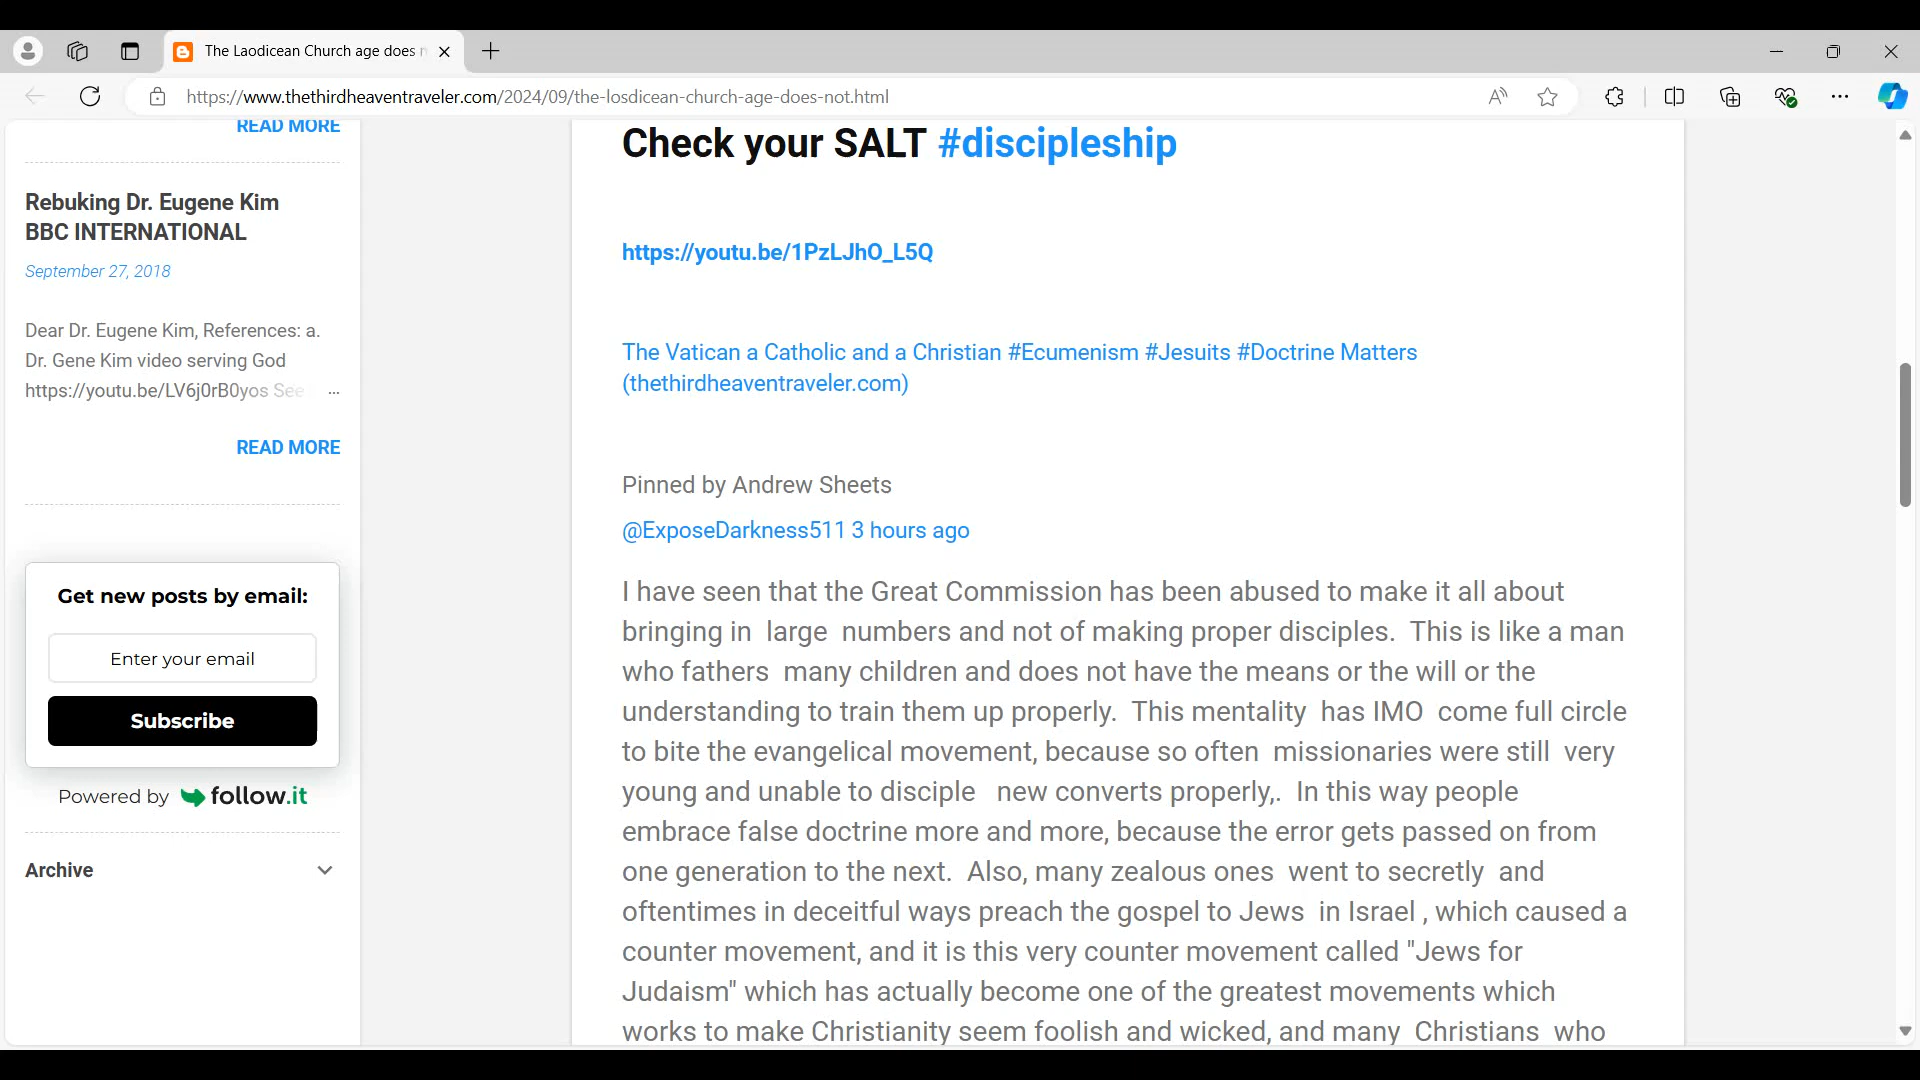 The Laodicean Church age does
https://www.thethirdheaventraveler.com/2024/09/the-losdicean-church-age-does-not.html
READ MORE
Rebuking Dr. Eugene Kim
BBC INTERNATIONAL
September 27, 2018
Dear Dr. Eugene Kim, References: a.
Dr. Gene Kim video serving God
https://youtu.be/LV6j0rB0yos See ...
READ MORE
Get new posts by email:
Enter your email
Subscribe
Powered by follow.it
Archive
Check your SALT #discipleship
https://youtu.be/1PzLJhO_L5Q
The Vatican a Catholic and a Christian #Ecumenism #Jesuits #Doctrine Matters
(thethirdheaventraveler.com)
Pinned by Andrew Sheets
@ExposeDarkness511 3 hours ago
I have seen that the Great Commission has been abused to make it all about
bringing in  large  numbers and not of making proper disciples.  This is like a man
who fathers  many children and does not have the means or the will or the
understanding to train them up properly.  This mentality  has IMO  come full circle
to bite the evangelical movement, because so often  missionaries were still  very
young and unable to disciple   new converts properly,.  In this way people
embrace false doctrine more and more, because the error gets passed on from
one generation to the next.  Also, many zealous ones  went to secretly  and
oftentimes in deceitful ways preach the gospel to Jews  in Israel , which caused a
counter movement, and it is this very counter movement called "Jews for
Judaism" which has actually become one of the greatest movements which
works to make Christianity seem foolish and wicked, and many  Christians  who